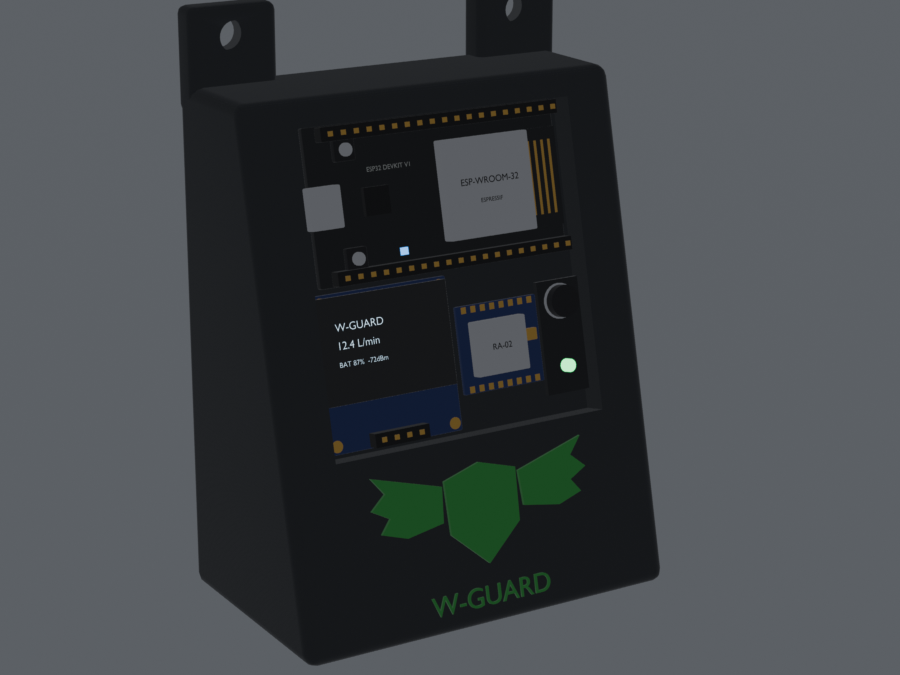 ESP32 DEVKIT V1
ESP-WROOM-32
ESPRESSIF
W-GUARD
12.4 L/min
BAT 87% -72dBm
RA-02
W-GUARD